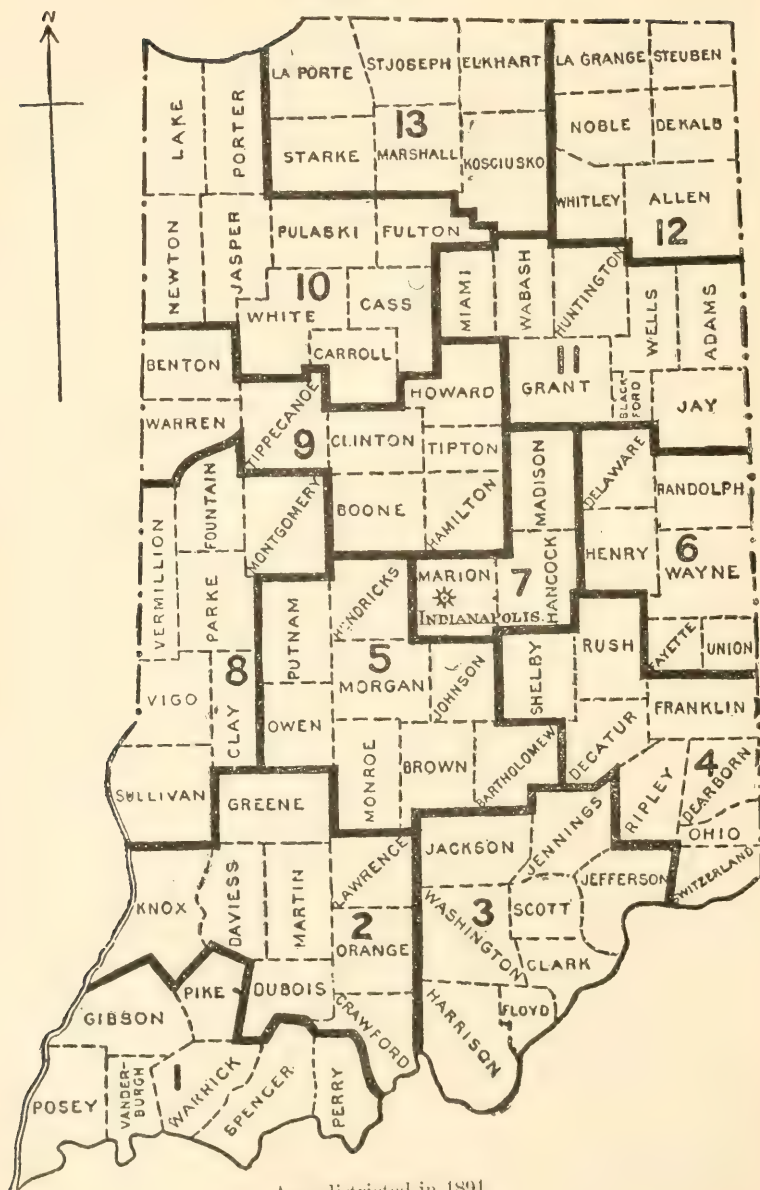 N
LA PORTE
ST JOSEPH
ELKHART
LA GRANGE
STEUBEN
LAKE
PORTER
13
NOBLE
DEKALB
STARKE
MARSHALL
KOSCIUSKO
WHITLEY
ALLEN
12
NEWTON
JASPER
PULASKI
FULTON
10
WHITE
CASS
MIAMI
WABASH
HUNTINGTON
WELLS
ADAMS
BENTON
CARROLL
11
HOWARD
GRANT
BLACK
FORD
JAY
WARREN
TIPPECANOE
9
CLINTON
TIPTON
MADISON
DELAWARE
RANDOLPH
FOUNTAIN
MONTGOMERY
BOONE
HAMILTON
HENRY
6
WAYNE
VERMILLION
PARKE
HENDRICKS
MARION
INDIANAPOLIS.
7
HANCOCK
PUTNAM
RUSH
FAYETTE
UNION
8
5
MORGAN
JOHNSON
SHELBY
VIGO
CLAY
OWEN
FRANKLIN
SULLIVAN
MONROE
BROWN
BARTHOLOMEW
DECATUR
RIPLEY
4
DEARBORN
GREENE
OHIO
LAWRENCE
JACKSON
JENNINGS
SWITZERLAND
KNOX
DAVIESS
MARTIN
JEFFERSON
2
ORANGE
3
WASHINGTON
SCOTT
CLARK
PIKE
DUBOIS
GIBSON
CRAWFORD
HARRISON
FLOYD
POSEY
VANDER-
BURGH
1
WARRICK
SPENCER
PERRY
districted in 1891